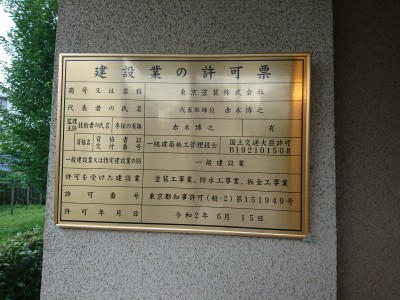 建設業の許可票
商号又は名称 東京塗装株式会社
代表者の氏名 代表取締役 赤木博之
監理 主任 技術者の氏名 専任の有無 赤木博之 有
資格名 資格者証交付番号 一級建築施工管理技士 国土交通大臣許可 B192101508
一般建設業又は特定建設業の別 一般建設業
許可を受けた建設業 塗装工事業、防水工事業、板金工事業
許可番号 東京都知事許可(般-2)第151949号
許可年月日 令和2年 6月 15日